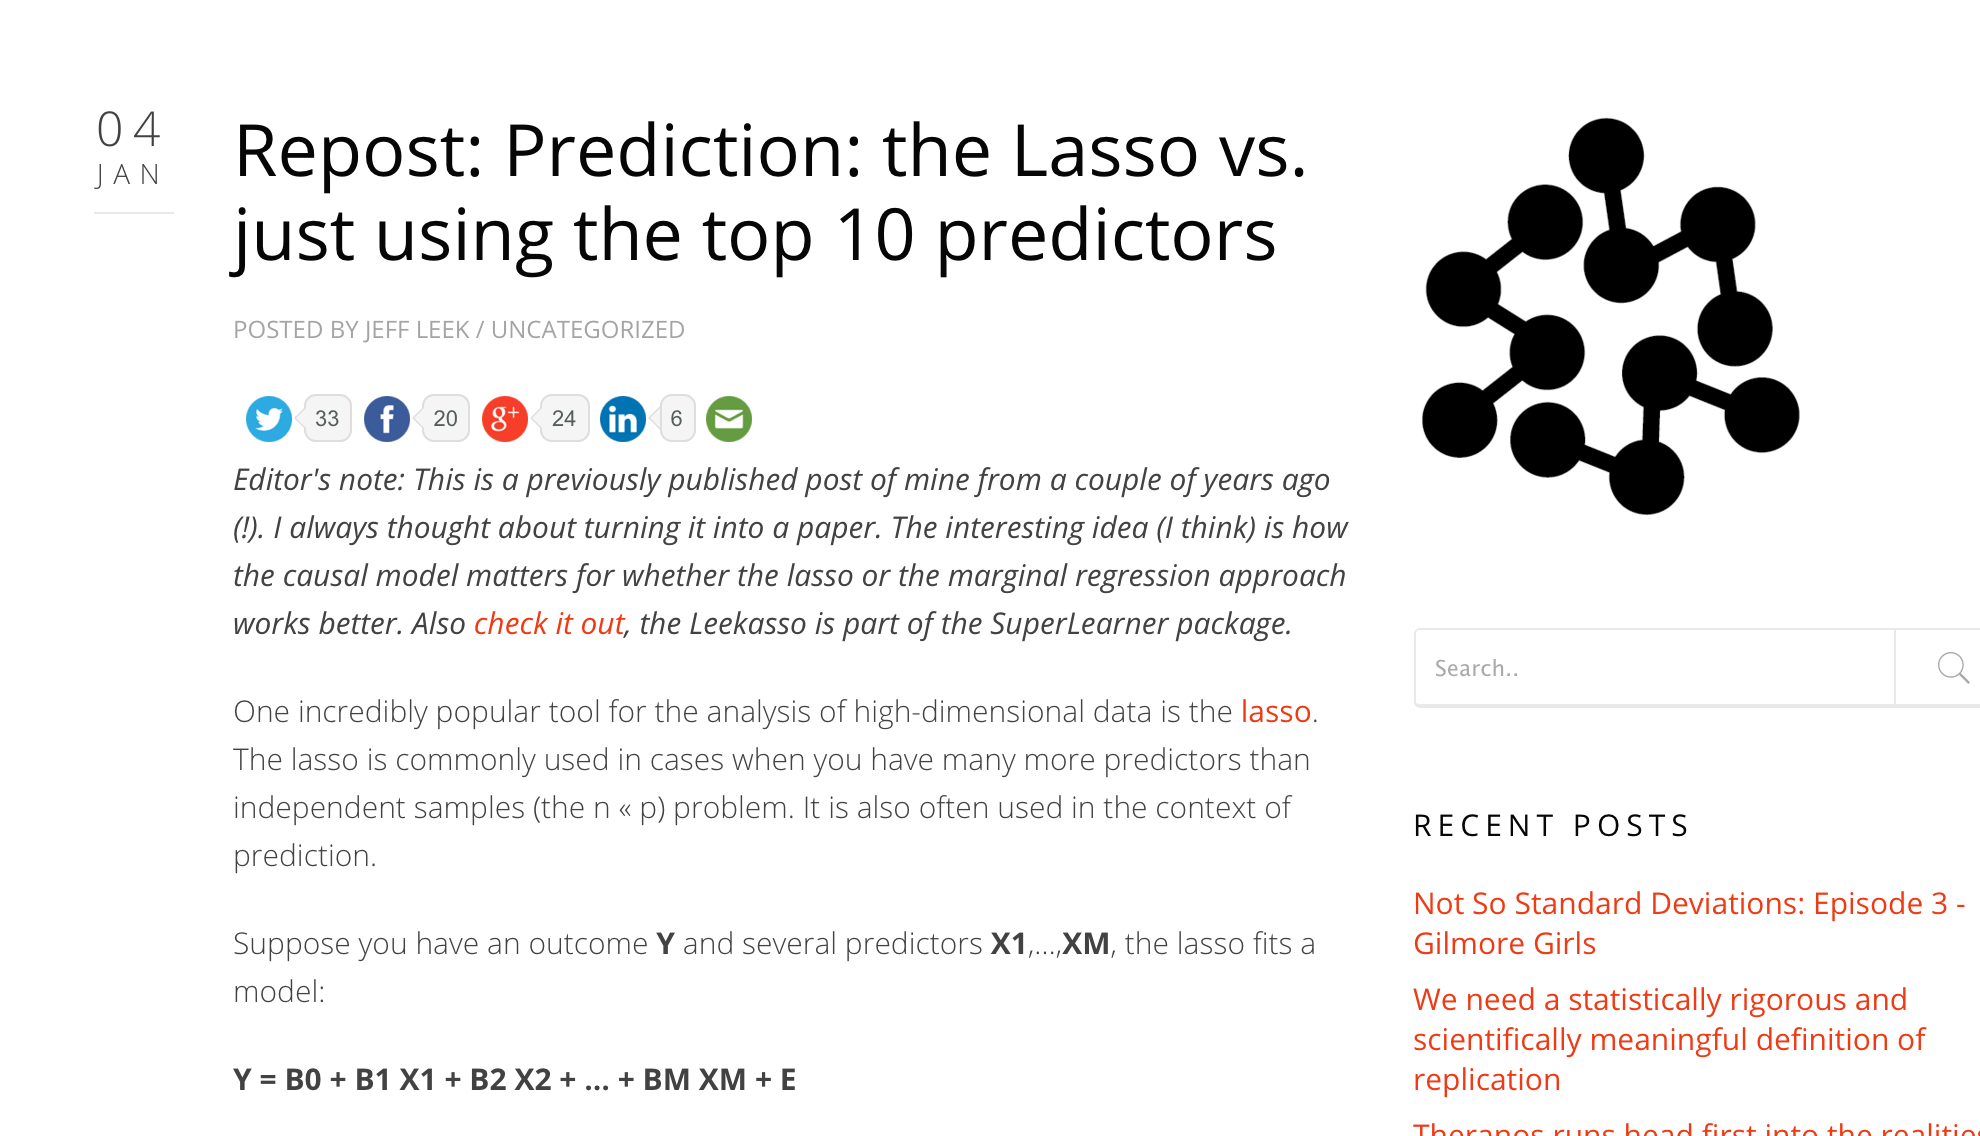 04
JAN
Repost: Prediction: the Lasso vs.
just using the top 10 predictors
POSTED BY JEFF LEEK / UNCATEGORIZED
33
20
24
6
Editor's note: This is a previously published post of mine from a couple of years ago
(!). I always thought about turning it into a paper. The interesting idea (I think) is how
the causal model matters for whether the lasso or the marginal regression approach
works better. Also check it out, the Leekasso is part of the SuperLearner package.
One incredibly popular tool for the analysis of high-dimensional data is the lasso.
The lasso is commonly used in cases when you have many more predictors than
independent samples (the n « p) problem. It is also often used in the context of
prediction.
Suppose you have an outcome Y and several predictors X1,...,XM, the lasso fits a
model:
Y = B0 + B1 X1 + B2 X2 + ... + BM XM + E
Search..
RECENT POSTS
Not So Standard Deviations: Episode 3 -
Gilmore Girls
We need a statistically rigorous and
scientifically meaningful definition of
replication
Theranos runs head first into the realities